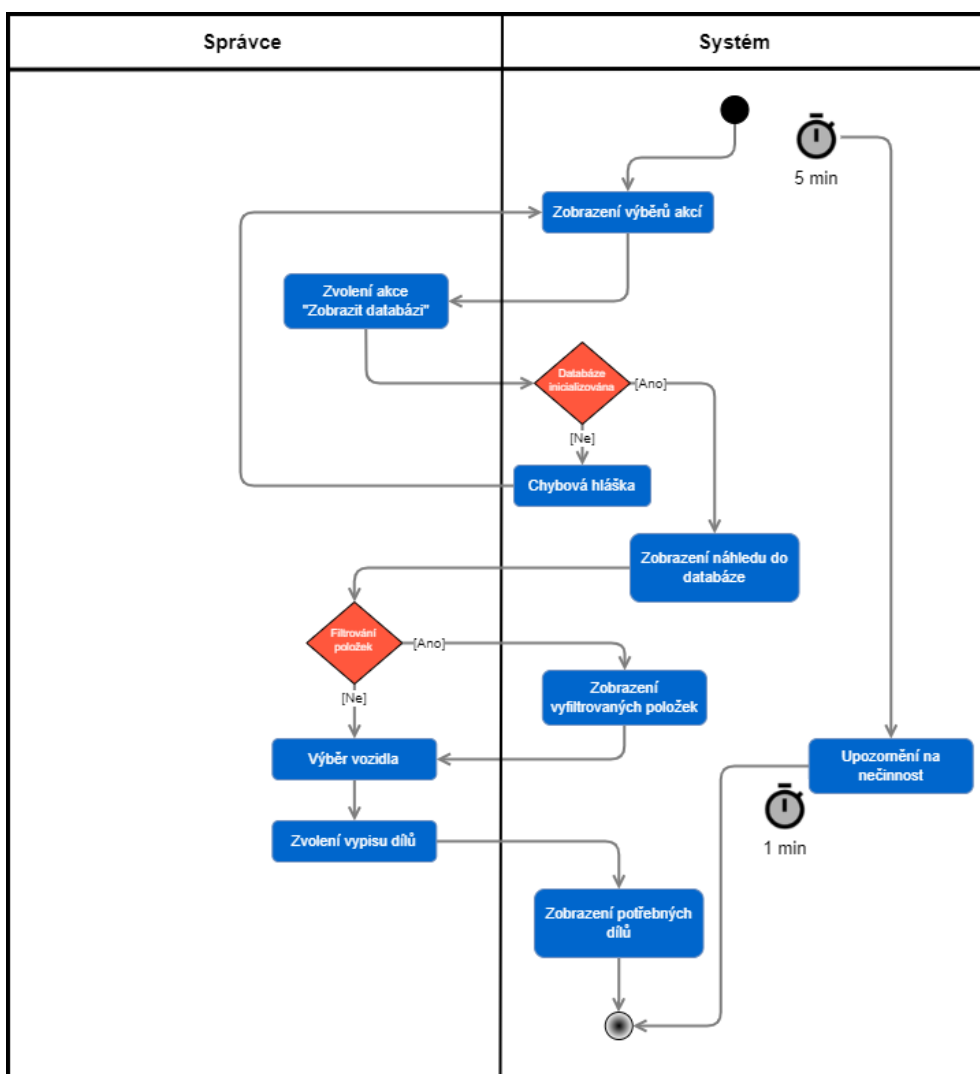 Správce
Systém
5 min
Zobrazení výběrů akcí
Zvolení akce
"Zobrazit databázi"
Databáze
inicializována
[Ano]
[Ne]
Chybová hláška
Zobrazení náhledu do
databáze
Filtrování
položek
[Ano]
[Ne]
Zobrazení
vyfiltrovaných položek
Výběr vozidla
Upozornění na
nečinnost
1 min
Zvolení vypisu dílů
Zobrazení potřebných
dílů